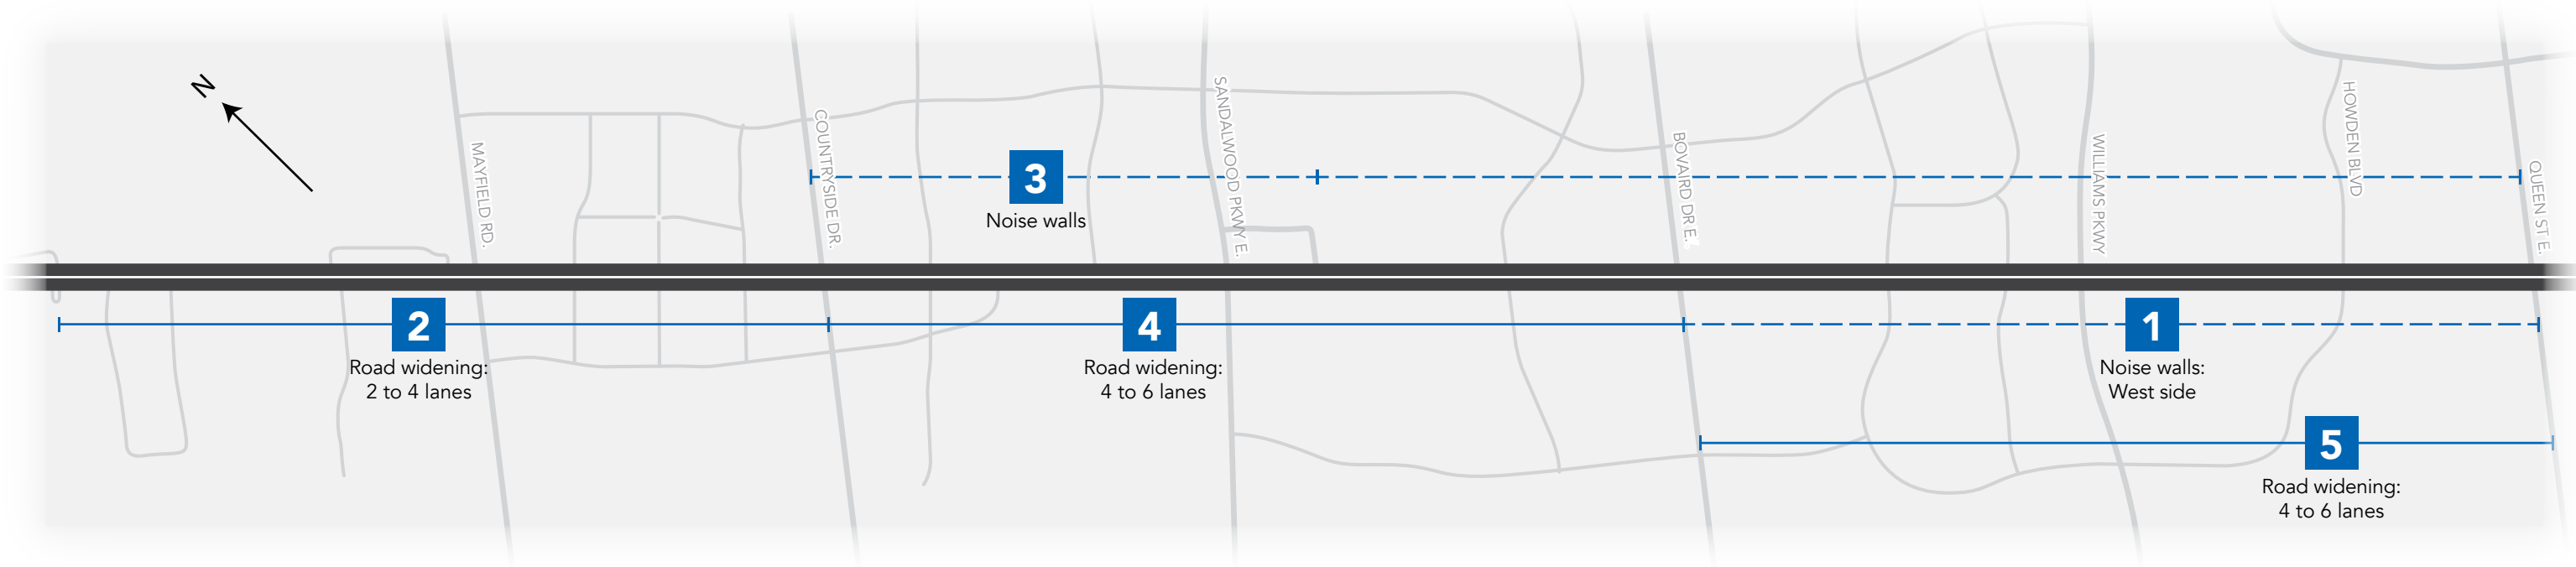 N
MAYFIELD RD.
COUNTRYSIDE DR.
SANDALWOOD PKWY E.
BOVAIRD DR E.
WILLIAMS PKWY
HOWDEN BLVD
QUEEN ST E.
3
Noise walls
2
Road widening:
2 to 4 lanes
4
Road widening:
4 to 6 lanes
1
Noise walls:
West side
5
Road widening:
4 to 6 lanes